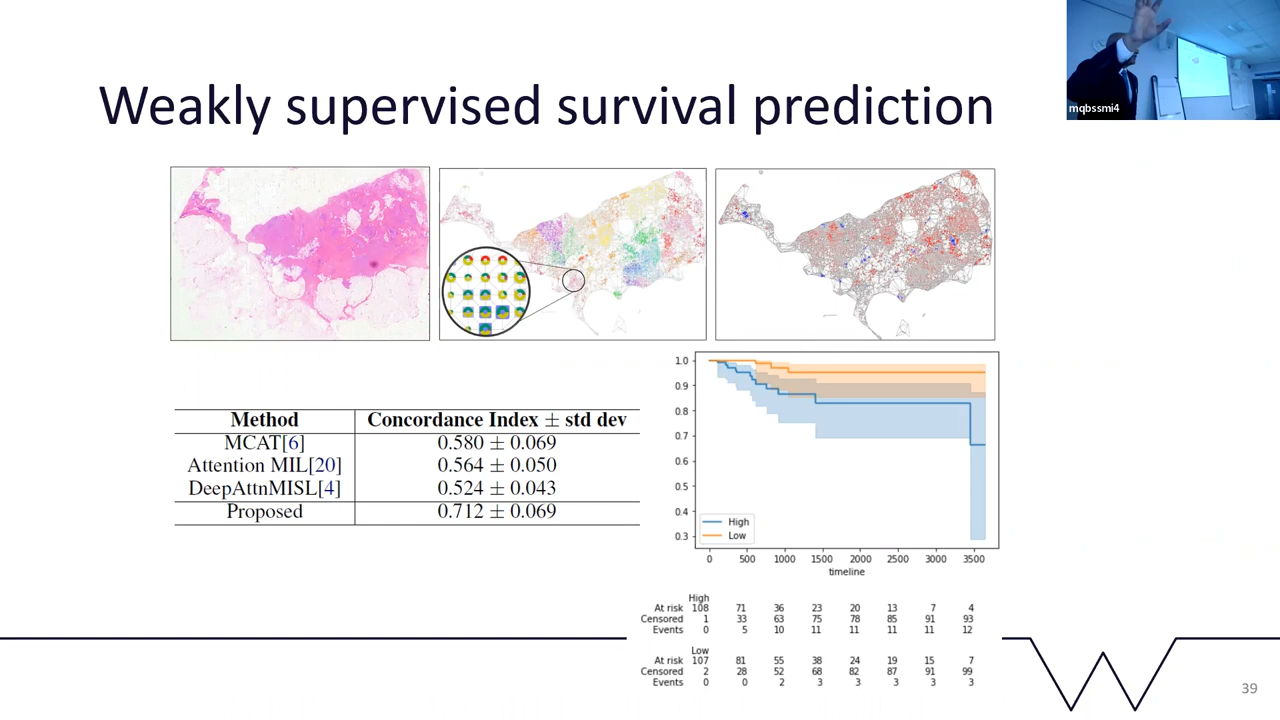 Weakly supervised survival prediction
mqbssmi4
Method Concordance Index ± std dev
MCAT[6] 0.580 ± 0.069
Attention MIL[20] 0.564 ± 0.050
DeepAttnMISL[4] 0.524 ± 0.043
Proposed 0.712 ± 0.069
1.0
0.9
0.8
0.7
0.6
0.5
0.4
0.3
High
Low
0 500 1000 1500 2000 2500 3000 3500
timeline
High
At risk 108 71 36 23 20 13 7 4
Censored 1 33 63 75 78 85 91 93
Events 0 5 10 11 11 11 11 12
Low
At risk 107 81 55 38 24 19 15 7
Censored 2 28 52 68 82 87 91 99
Events 0 0 2 3 3 3 3 3
39